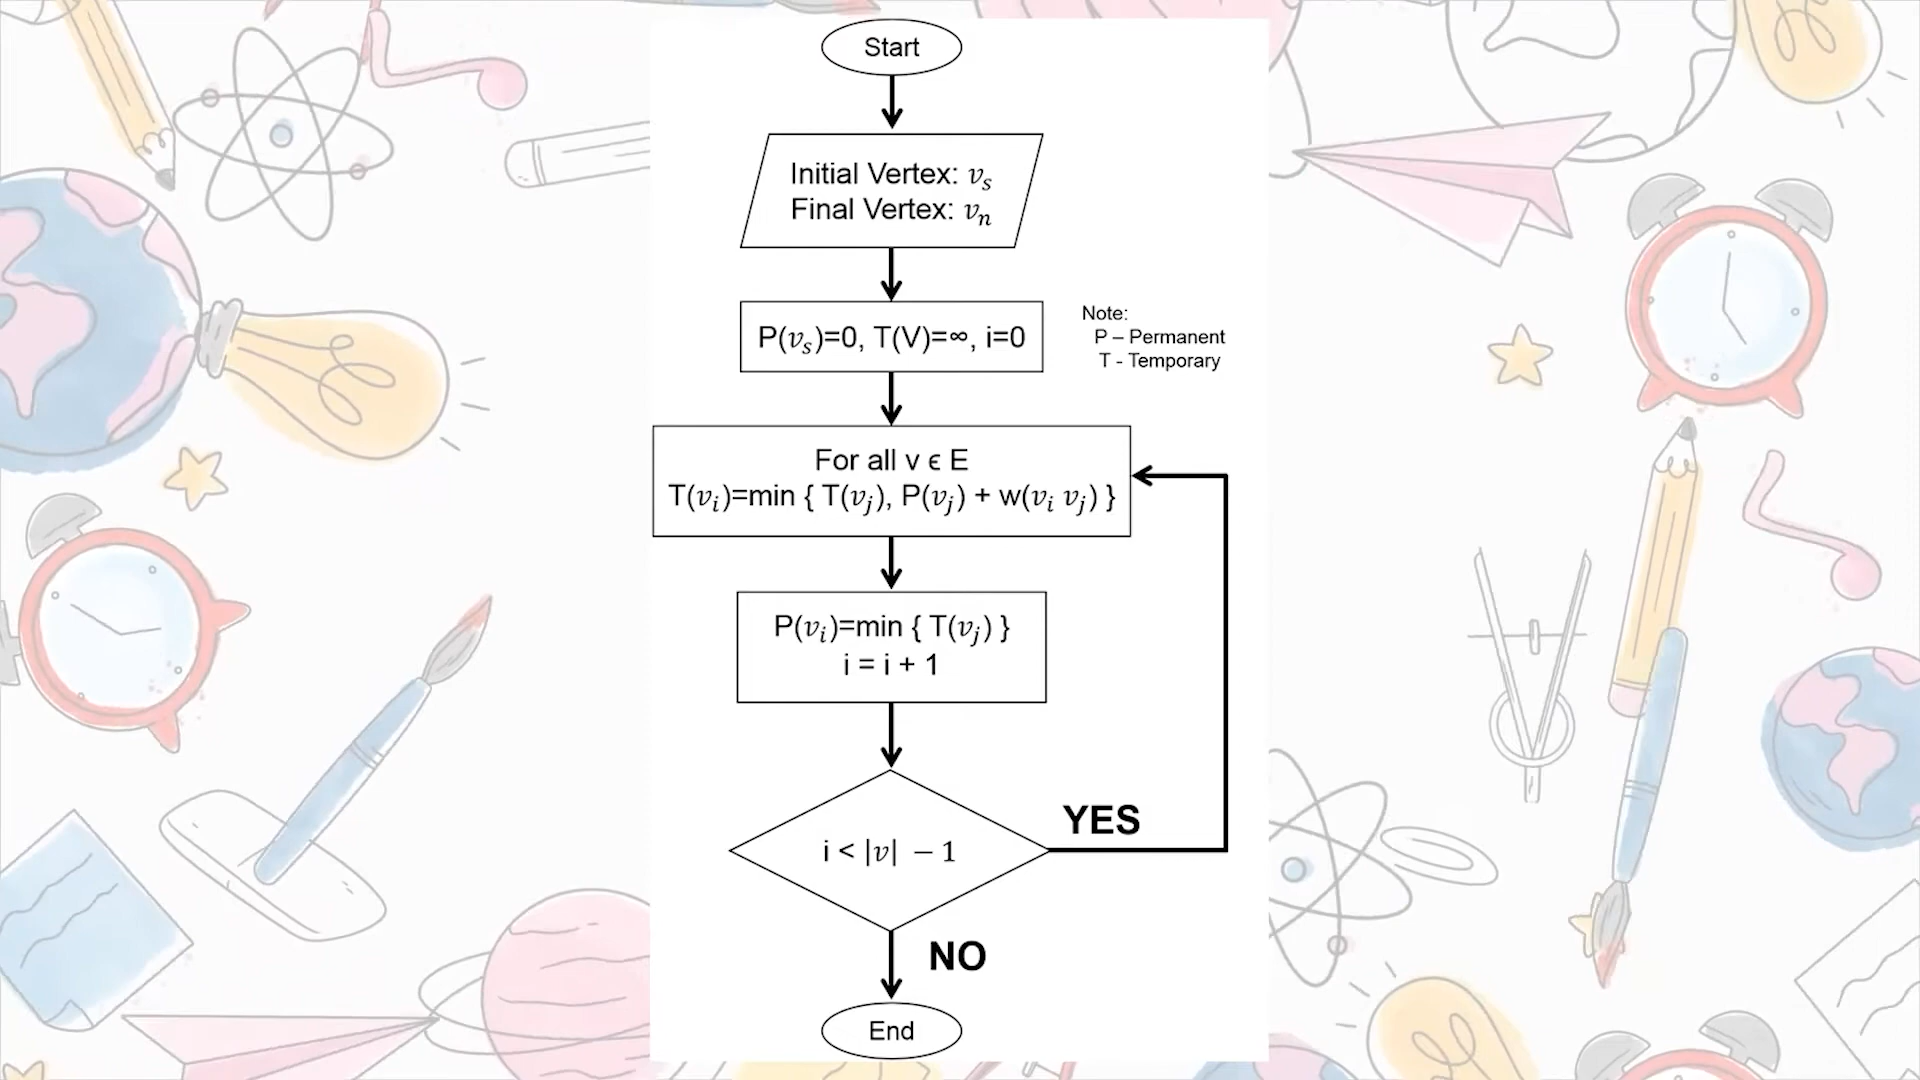 Start
Initial Vertex: 𝑣ₛ
Final Vertex: 𝑣ₙ
P(𝑣ₛ)=0, T(V)=∞, i=0
Note:
P – Permanent
T - Temporary
For all v ϵ E
T(𝑣ᵢ)=min { T(𝑣ⱼ), P(𝑣ⱼ) + w(𝑣ᵢ 𝑣ⱼ) }
P(𝑣ᵢ)=min { T(𝑣ⱼ) }
i = i + 1
i < |𝑣| − 1
YES
NO
End